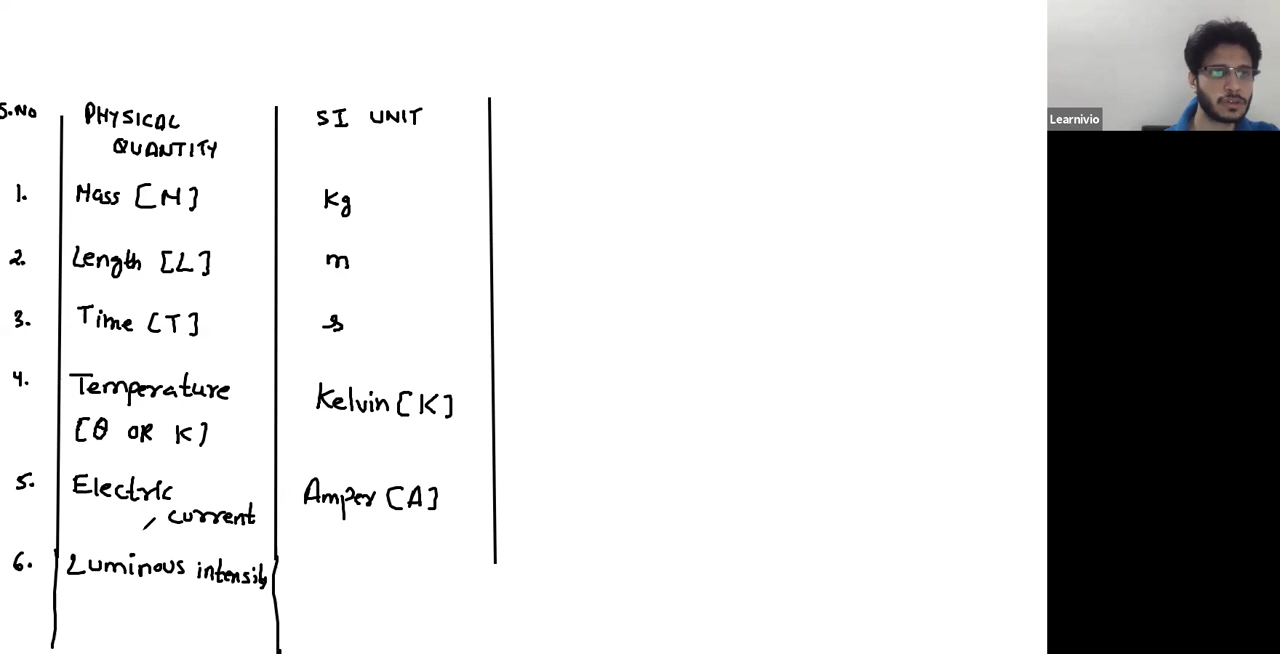 S.NO PHYSICAL QUANTITY SI UNIT
1. Mass [M] Kg
2. Length [L] m
3. Time [T] s
4. Temperature [θ OR K] Kelvin [K]
5. Electric current Amper [A]
6. Luminous intensity
Learnivio